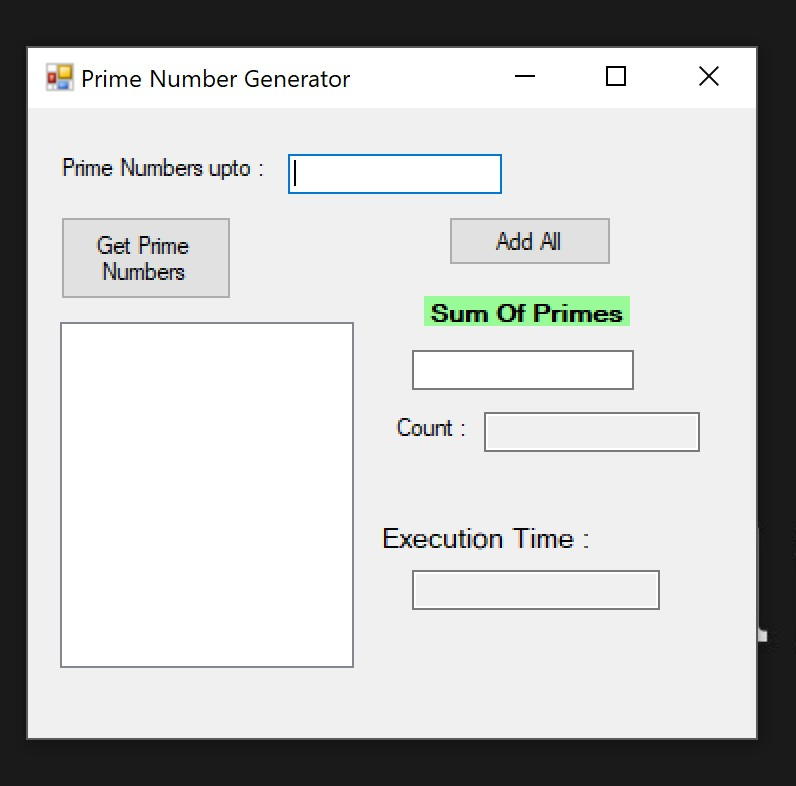 Prime Number Generator
Prime Numbers upto :
Get Prime
Numbers
Add All
Sum Of Primes
Count :
Execution Time :